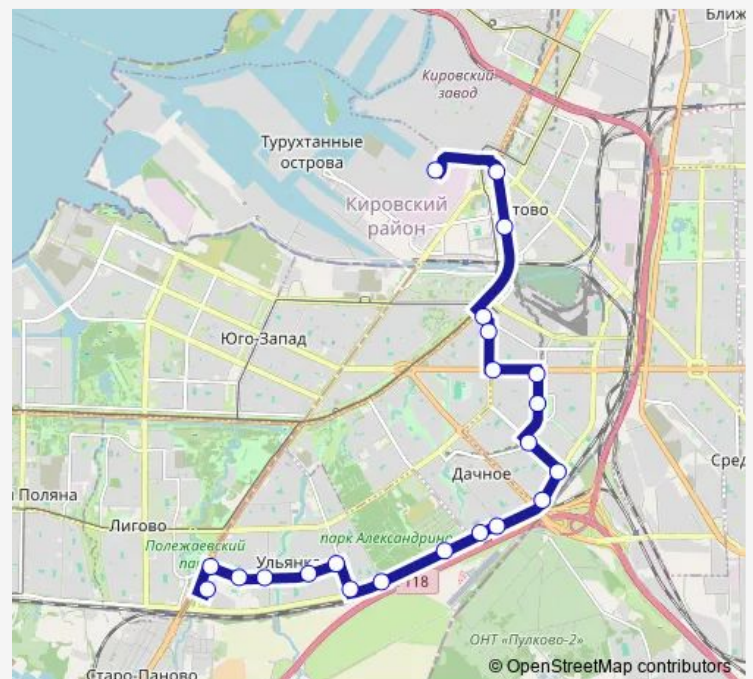 Ближ
Кировский
завод
Турухтанные
острова
Кировский
район
тово
Юго-Запад
Дачное
Сред
Поляна
Лигово
парк Александрино
Полежаевский
па
Ульянка
118
ОНТ «Пулково-2»
Старо-Паново
© OpenStreetMap contributors